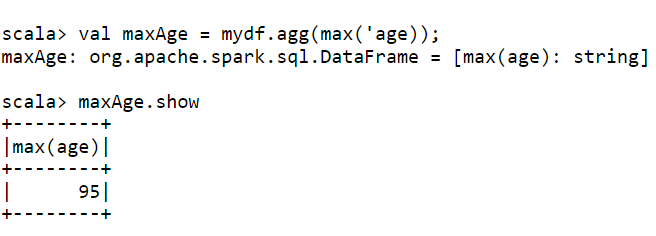 scala> val maxAge = mydf.agg(max('age));
maxAge: org.apache.spark.sql.DataFrame = [max(age): string]
scala> maxAge.show
+--------+
|max(age)|
+--------+
|      95|
+--------+